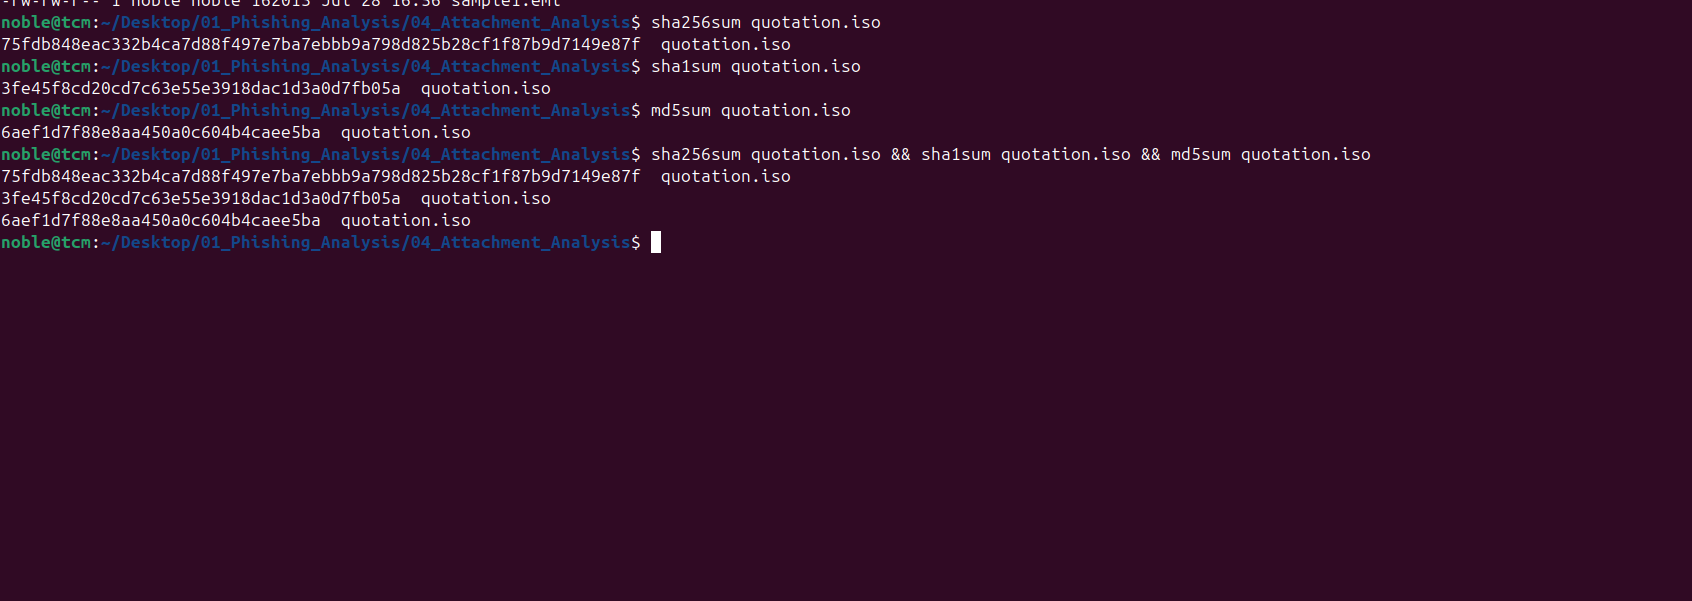 -rw-rw-r-- 1 noble noble 162015 Jul 28 16:36 sample1.eml
noble@tcm:~/Desktop/01_Phishing_Analysis/04_Attachment_Analysis$ sha256sum quotation.iso
75fdb848eac332b4ca7d88f497e7ba7ebbb9a798d825b28cf1f87b9d7149e87f  quotation.iso
noble@tcm:~/Desktop/01_Phishing_Analysis/04_Attachment_Analysis$ sha1sum quotation.iso
3fe45f8cd20cd7c63e55e3918dac1d3a0d7fb05a  quotation.iso
noble@tcm:~/Desktop/01_Phishing_Analysis/04_Attachment_Analysis$ md5sum quotation.iso
6aef1d7f88e8aa450a0c604b4caee5ba  quotation.iso
noble@tcm:~/Desktop/01_Phishing_Analysis/04_Attachment_Analysis$ sha256sum quotation.iso && sha1sum quotation.iso && md5sum quotation.iso
75fdb848eac332b4ca7d88f497e7ba7ebbb9a798d825b28cf1f87b9d7149e87f  quotation.iso
3fe45f8cd20cd7c63e55e3918dac1d3a0d7fb05a  quotation.iso
6aef1d7f88e8aa450a0c604b4caee5ba  quotation.iso
noble@tcm:~/Desktop/01_Phishing_Analysis/04_Attachment_Analysis$